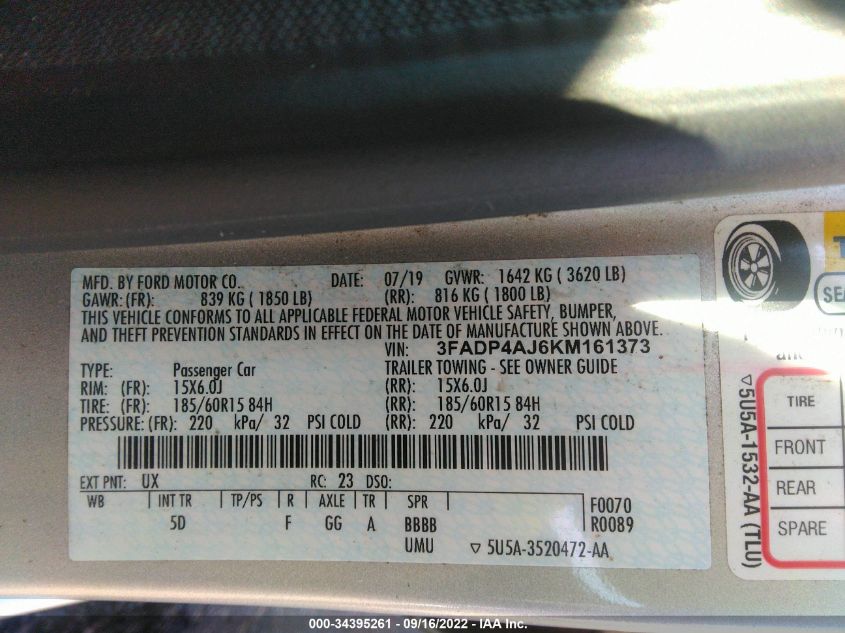 MFD. BY FORD MOTOR CO. DATE: 07/19 GVWR: 1642 KG ( 3620 LB)
GAWR: (FR): 839 KG ( 1850 LB) (RR): 816 KG ( 1800 LB)
THIS VEHICLE CONFORMS TO ALL APPLICABLE FEDERAL MOTOR VEHICLE SAFETY, BUMPER,
AND THEFT PREVENTION STANDARDS IN EFFECT ON THE DATE OF MANUFACTURE SHOWN ABOVE.
VIN: 3FADP4AJ6KM161373
TYPE: Passenger Car TRAILER TOWING - SEE OWNER GUIDE
RIM: (FR): 15X6.0J (RR): 15X6.0J
TIRE: (FR): 185/60R15 84H (RR): 185/60R15 84H
PRESSURE: (FR): 220 kPa/ 32 PSI COLD (RR): 220 kPa/ 32 PSI COLD
EXT PNT: UX RC: 23 DSO:
WB INT TR TP/PS R AXLE TR SPR F0070
5D F GG A BBBB R0089
UMU ▽ 5U5A-3520472-AA
▽ 5U5A-1532-AA (TLU)
TIRE
FRONT
REAR
SPARE
000-34395261 - 09/16/2022 - IAA Inc.